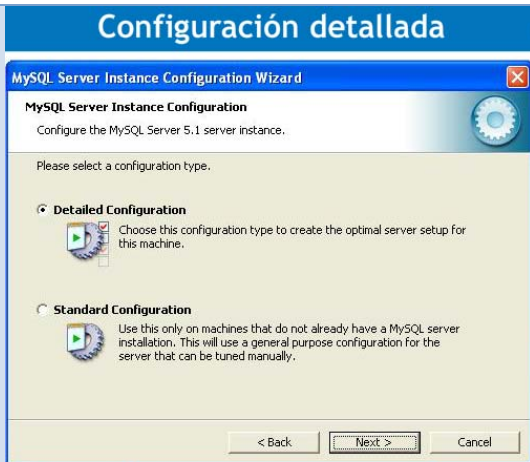 Configuración detallada
MySQL Server Instance Configuration Wizard
MySQL Server Instance Configuration
Configure the MySQL Server 5.1 server instance.
Please select a configuration type.
Detailed Configuration
Choose this configuration type to create the optimal server setup for
this machine.
Standard Configuration
Use this only on machines that do not already have a MySQL server
installation. This will use a general purpose configuration for the
server that can be tuned manually.
< Back Next > Cancel